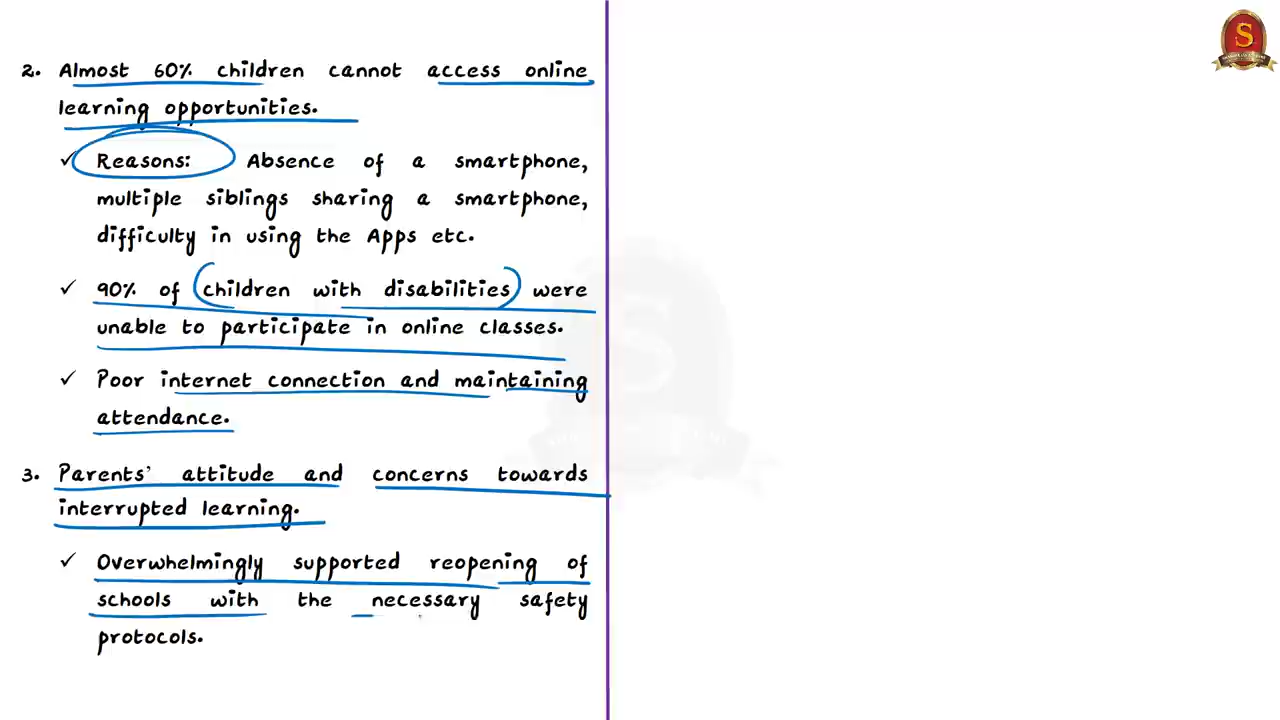 2. Almost 60% children cannot access online
learning opportunities.
✓ Reasons: Absence of a smartphone,
multiple siblings sharing a smartphone,
difficulty in using the Apps etc.
✓ 90% of children with disabilities were
unable to participate in online classes.
✓ Poor internet connection and maintaining
attendance.
3. Parents’ attitude and concerns towards
interrupted learning.
✓ Overwhelmingly supported reopening of
schools with the necessary safety
protocols.
S